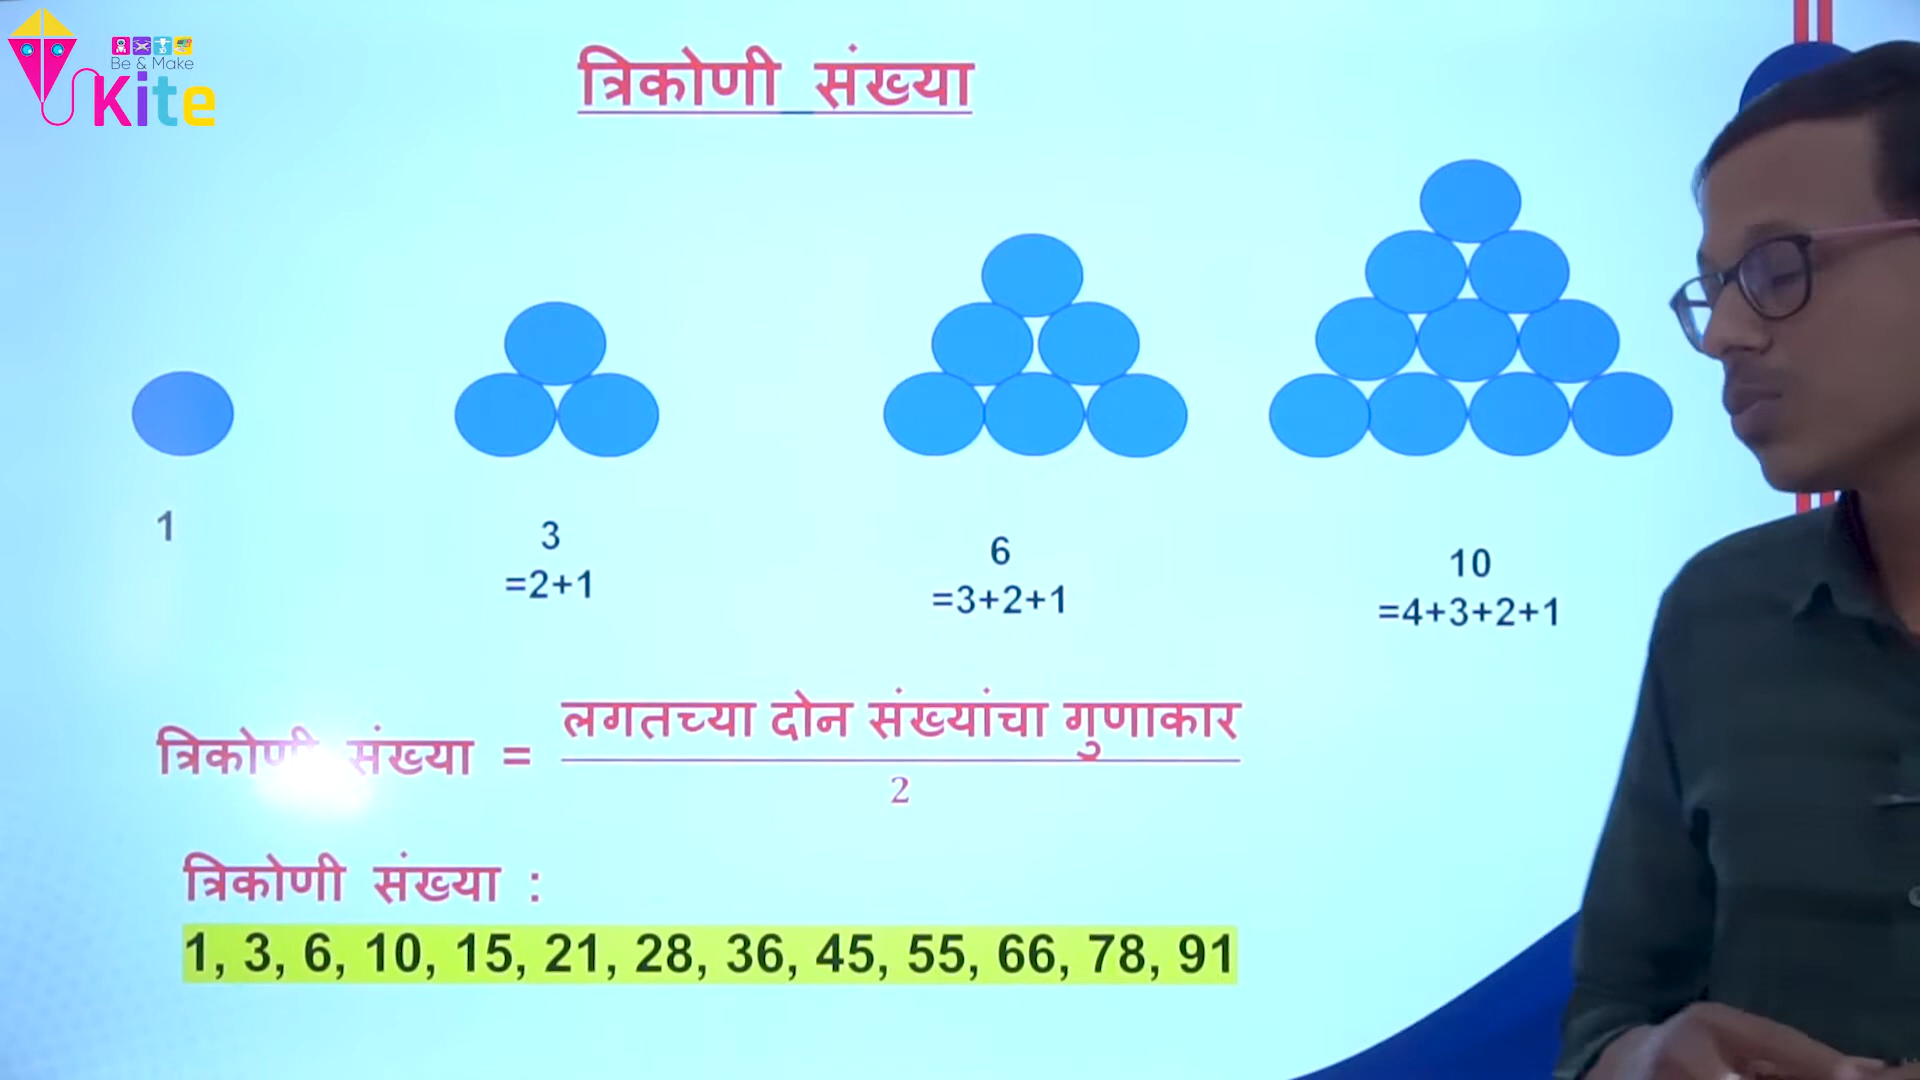 Be & Make
Kite
त्रिकोणी संख्या
1
3
=2+1
6
=3+2+1
10
=4+3+2+1
त्रिकोणी संख्या = लगतच्या दोन संख्यांचा गुणाकार
2
त्रिकोणी संख्या :
1, 3, 6, 10, 15, 21, 28, 36, 45, 55, 66, 78, 91